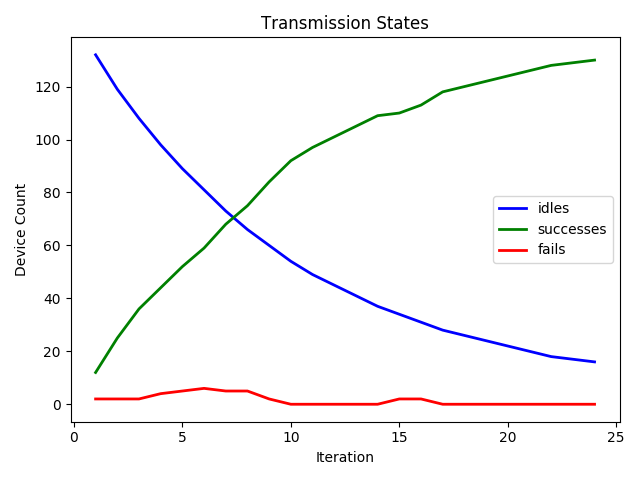 Transmission States
Device Count
120
100
80
60
40
20
0
idles
successes
fails
0 5 10 15 20 25
Iteration